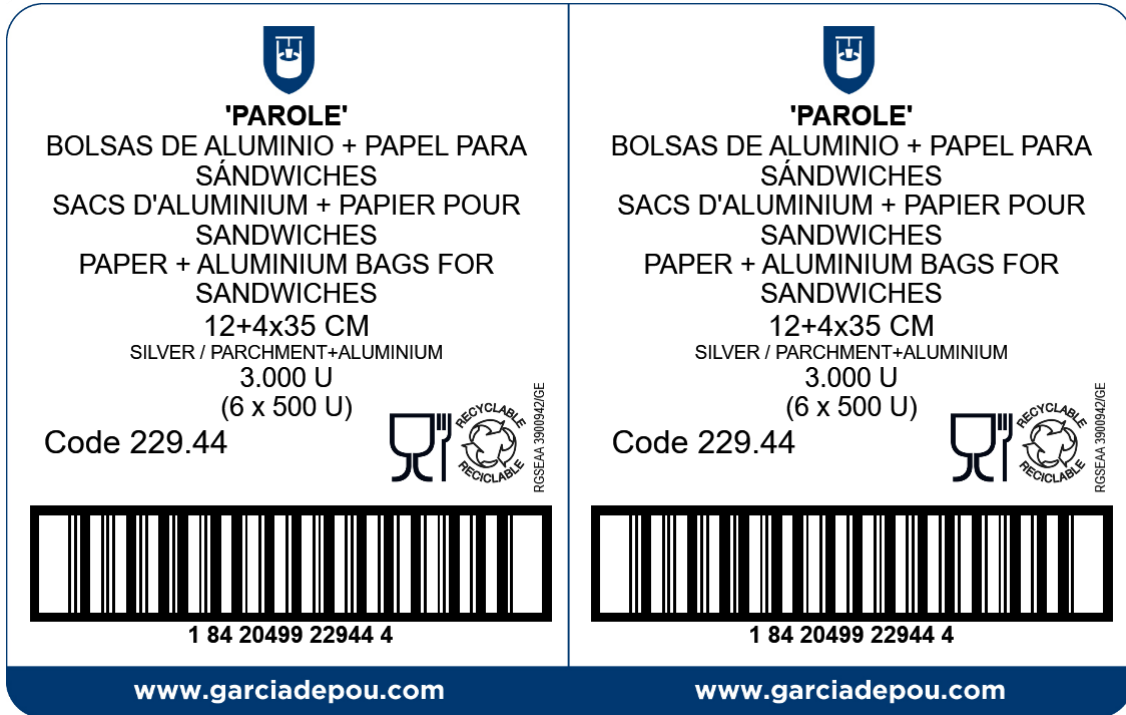 'PAROLE'
BOLSAS DE ALUMINIO + PAPEL PARA
SÁNDWICHES
SACS D'ALUMINIUM + PAPIER POUR
SANDWICHES
PAPER + ALUMINIUM BAGS FOR
SANDWICHES
12+4x35 CM
SILVER / PARCHMENT+ALUMINIUM
3.000 U
(6 x 500 U)
Code 229.44
RECYCLABLE
RECICLABLE
RGSEAA 3900942/GE
1 84 20499 22944 4
www.garciadepou.com
'PAROLE'
BOLSAS DE ALUMINIO + PAPEL PARA
SÁNDWICHES
SACS D'ALUMINIUM + PAPIER POUR
SANDWICHES
PAPER + ALUMINIUM BAGS FOR
SANDWICHES
12+4x35 CM
SILVER / PARCHMENT+ALUMINIUM
3.000 U
(6 x 500 U)
Code 229.44
RECYCLABLE
RECICLABLE
RGSEAA 3900942/GE
1 84 20499 22944 4
www.garciadepou.com